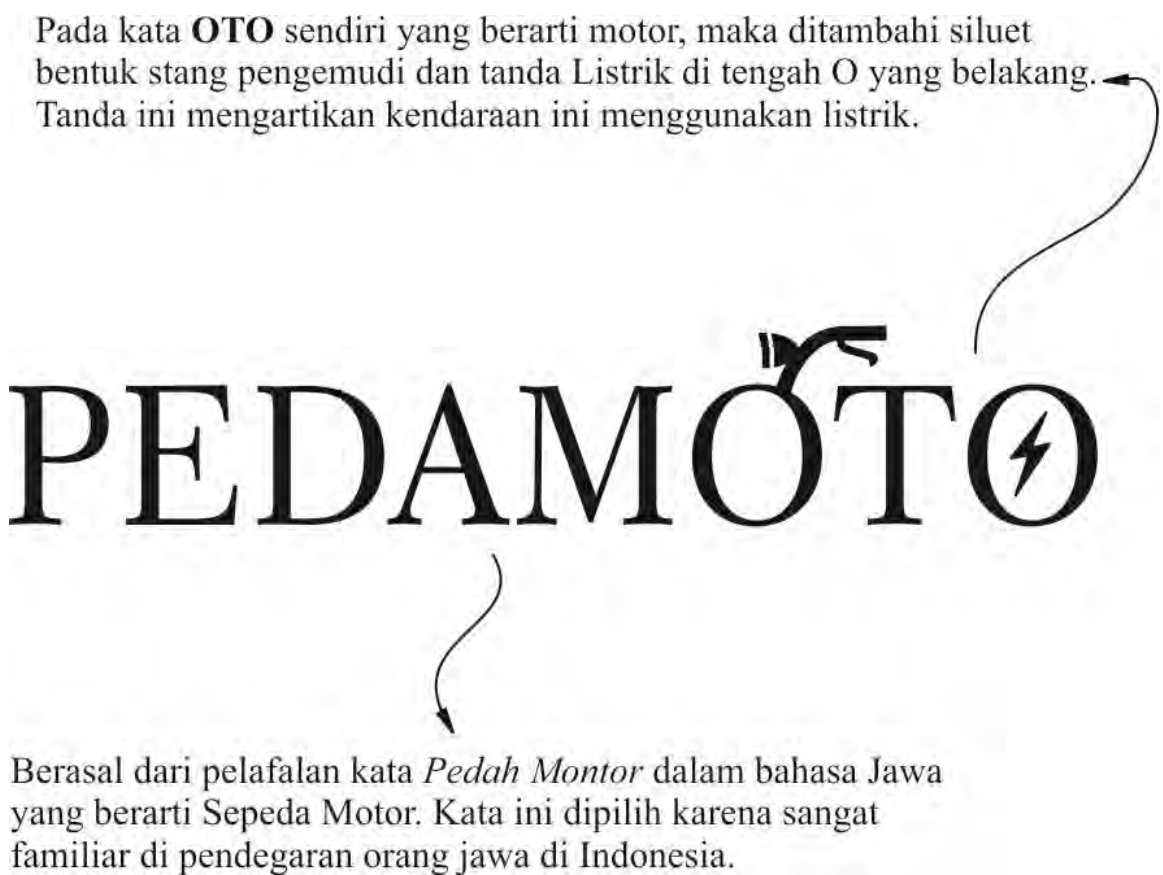 Pada kata OTO sendiri yang berarti motor, maka ditambahi siluet
bentuk stang pengemudi dan tanda Listrik di tengah O yang belakang.
Tanda ini mengartikan kendaraan ini menggunakan listrik.
PEDAMOTO
Berasal dari pelafalan kata Pedah Montor dalam bahasa Jawa
yang berarti Sepeda Motor. Kata ini dipilih karena sangat
familiar di pendegaran orang jawa di Indonesia.